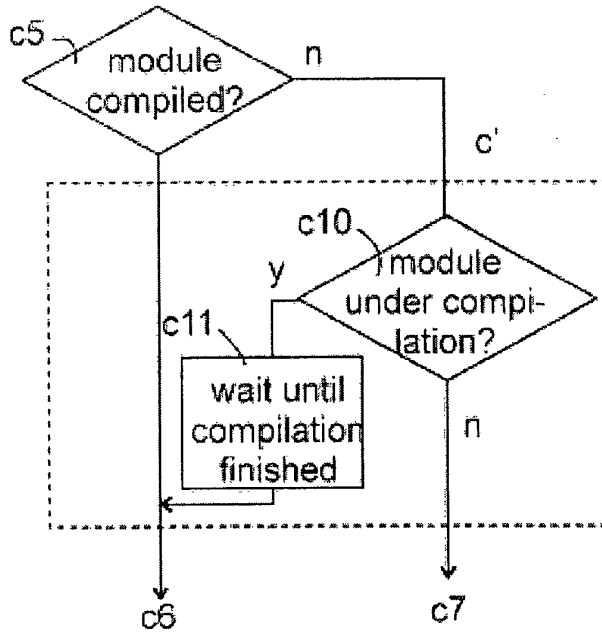 c5
module
compiled?
n
c'
c10
module
under compi-
lation?
y
c11
wait until
compilation
finished
n
c6
c7